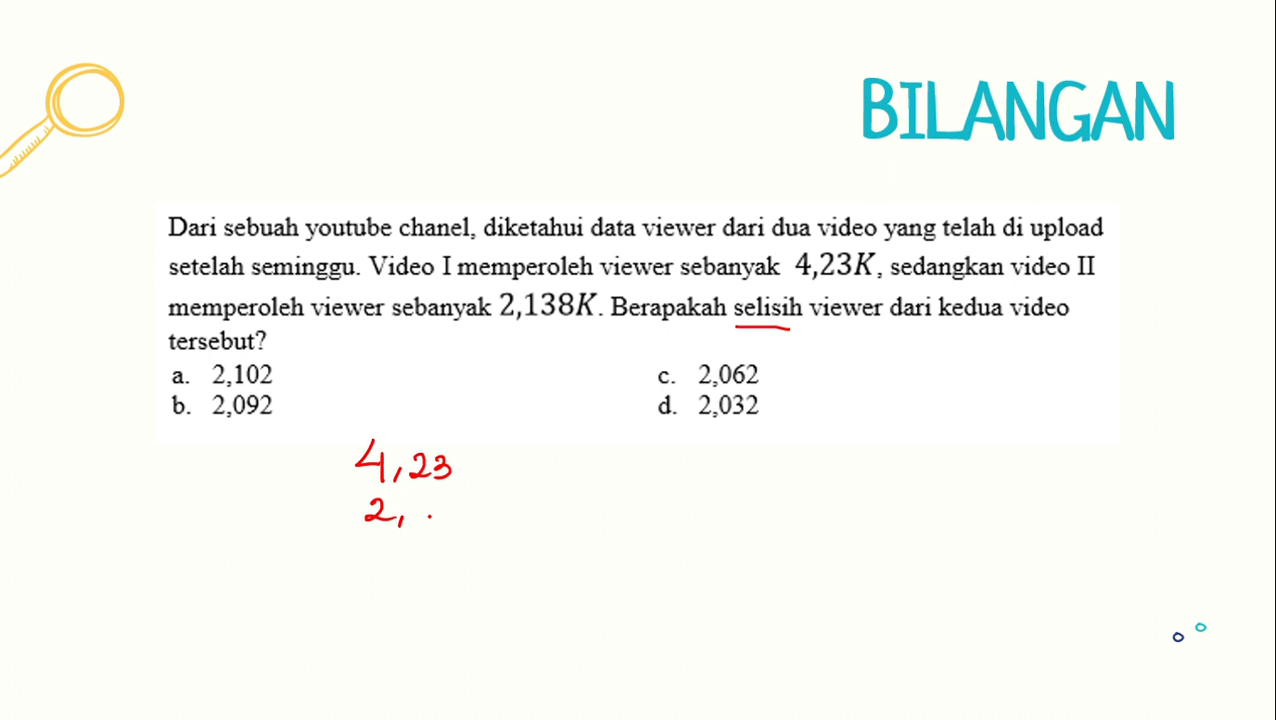 BILANGAN
Dari sebuah youtube chanel, diketahui data viewer dari dua video yang telah di upload
setelah seminggu. Video I memperoleh viewer sebanyak 4,23K, sedangkan video II
memperoleh viewer sebanyak 2,138K. Berapakah selisih viewer dari kedua video
tersebut?
a. 2,102
c. 2,062
b. 2,092
d. 2,032
4,23
2, .